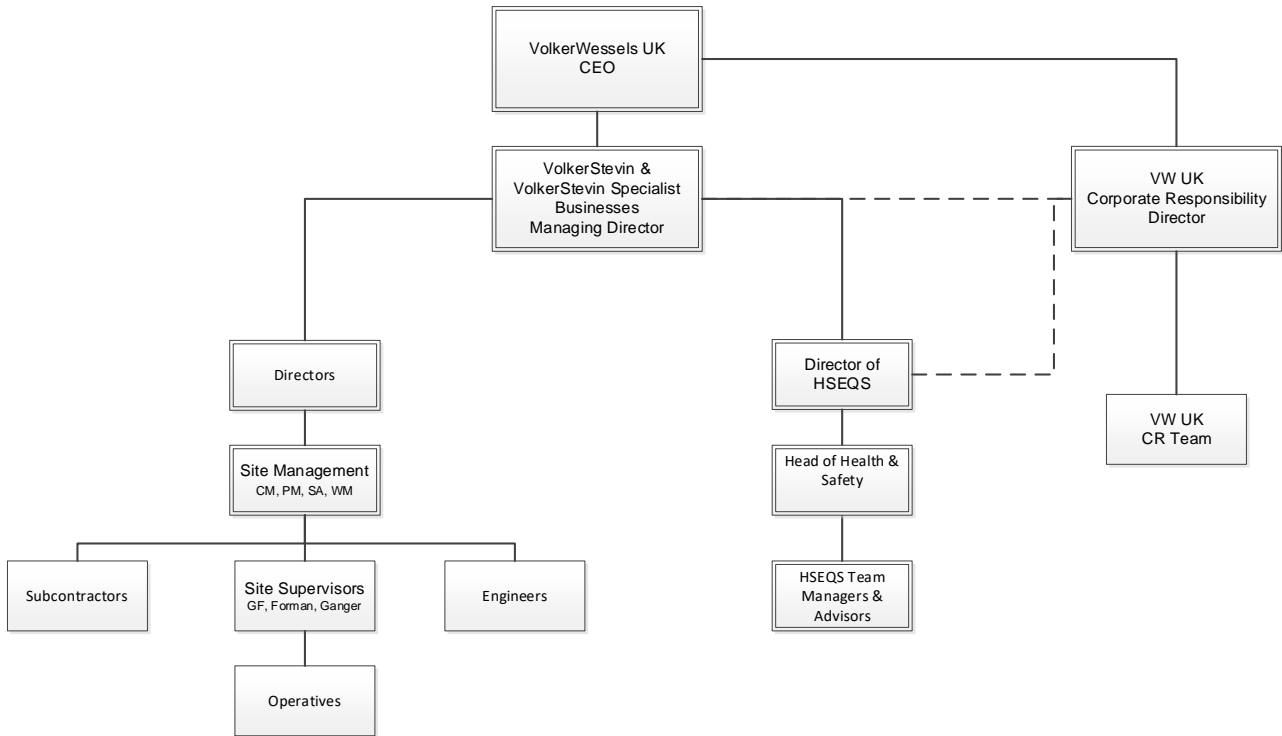 VolkerWessels UK
CEO
VolkerStevin &
VolkerStevin Specialist
Businesses
Managing Director
VW UK
Corporate Responsibility
Director
Directors
Director of
HSEQS
VW UK
CR Team
Site Management
CM, PM, SA, WM
Head of Health &
Safety
Subcontractors
Site Supervisors
GF, Forman, Ganger
Engineers
HSEQS Team
Managers &
Advisors
Operatives